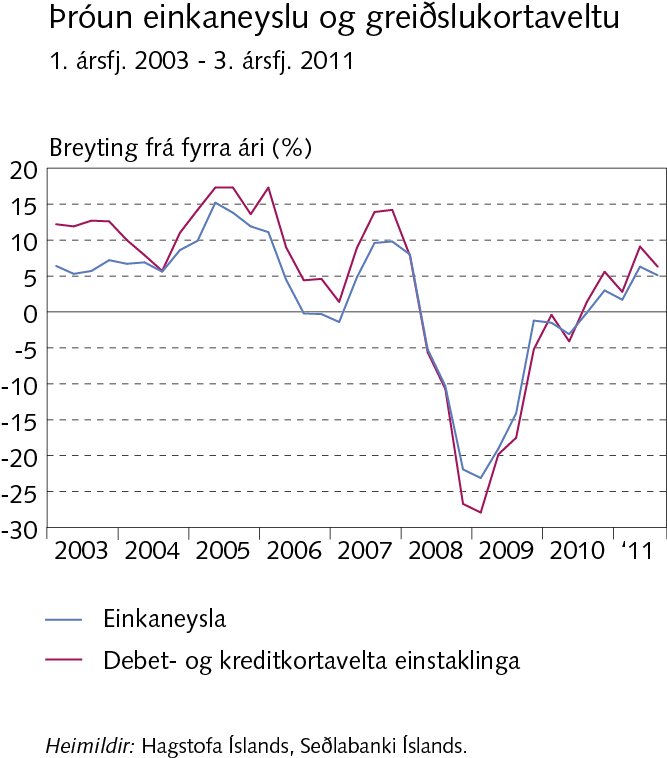 Þróun einkaneyslu og greiðslukortaveltu
1. ársfj. 2003 - 3. ársfj. 2011
Breyting frá fyrra ári (%)
20
15
10
5
0
-5
-10
-15
-20
-25
-30
2003 2004 2005 2006 2007 2008 2009 2010 ‘11
Einkaneysla
Debet- og kreditkortavelta einstaklinga
Heimildir: Hagstofa Íslands, Seðlabanki Íslands.